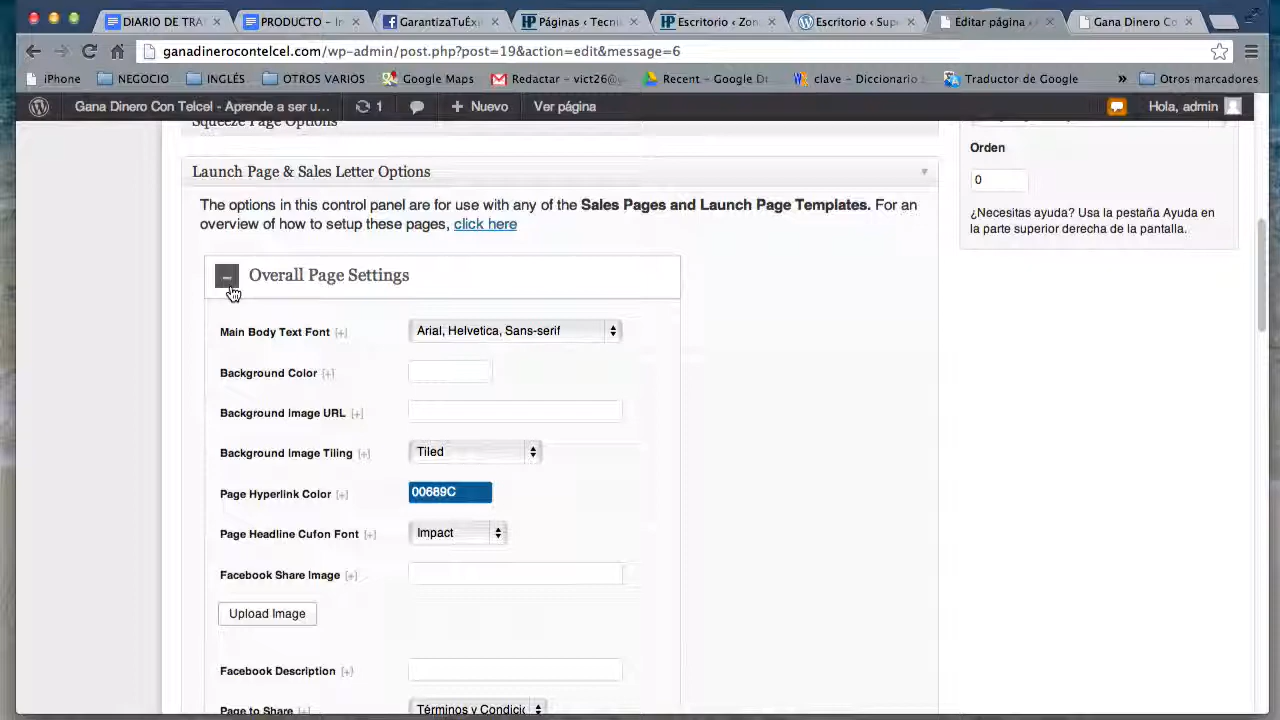 DIARIO DE TRA
PRODUCTO – In
GarantizaTuEx
Páginas ‹ Tecni
Escritorio ‹ Zon
Escritorio ‹ Sup
Editar página ‹
Gana Dinero Co
ganadinerocontelcel.com/wp-admin/post.php?post=19&action=edit&message=6
iPhone
NEGOCIO
INGLÉS
OTROS VARIOS
Google Maps
Redactar – vict26@
Recent – Google Dr
clave – Diccionario
Traductor de Google
»
Otros marcadores
Gana Dinero Con Telcel - Aprende a ser u...
1
+ Nuevo
Ver página
Hola, admin
Squeeze Page Options
Launch Page & Sales Letter Options
The options in this control panel are for use with any of the Sales Pages and Launch Page Templates. For an
overview of how to setup these pages, click here
Overall Page Settings
Main Body Text Font [+]
Arial, Helvetica, Sans-serif
Background Color [+]
Background Image URL [+]
Background Image Tiling [+]
Tiled
Page Hyperlink Color [+]
00689C
Page Headline Cufon Font [+]
Impact
Facebook Share Image [+]
Upload Image
Facebook Description [+]
Page to Share [+]
Términos y Condic
Orden
0
¿Necesitas ayuda? Usa la pestaña Ayuda en
la parte superior derecha de la pantalla.